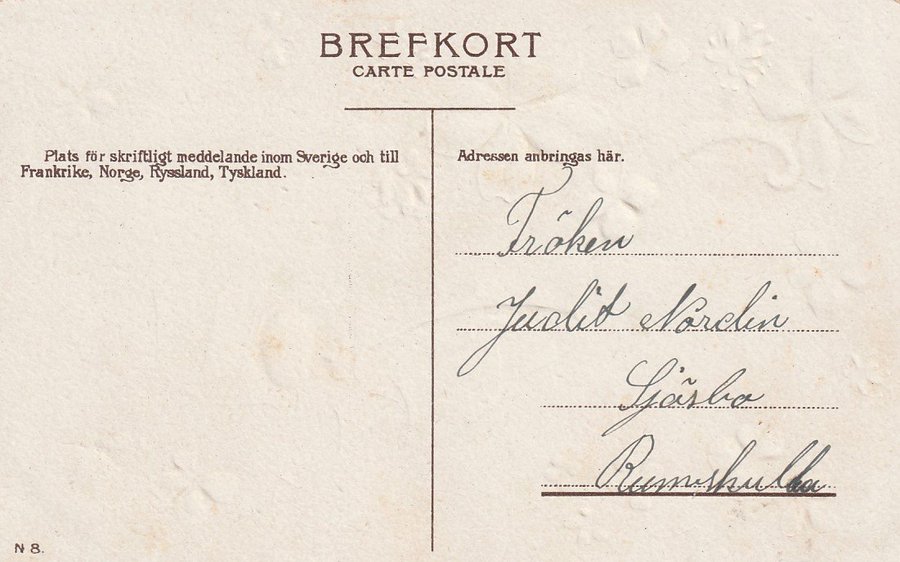 BREFKORT
CARTE POSTALE
Plats för skriftligt meddelande inom Sverige och till
Frankrike, Norge, Ryssland, Tyskland.
Adressen anbringas här.
Fröken
Judit Nordin
Sjösbo
Rumskulla
N 8.